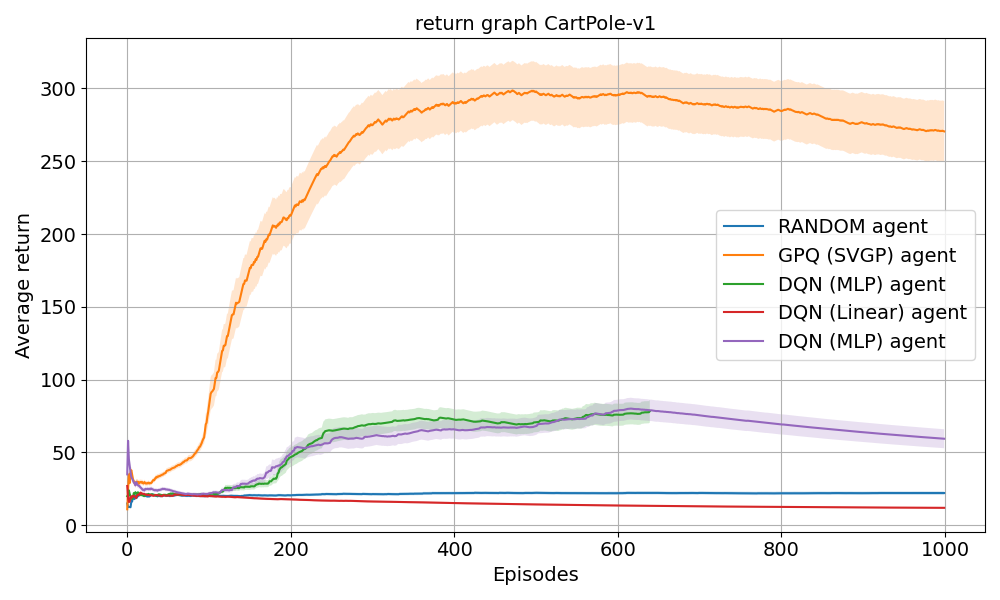 return graph CartPole-v1
Average return
300
250
200
150
100
50
0
RANDOM agent
GPQ (SVGP) agent
DQN (MLP) agent
DQN (Linear) agent
DQN (MLP) agent
0 200 400 600 800 1000
Episodes